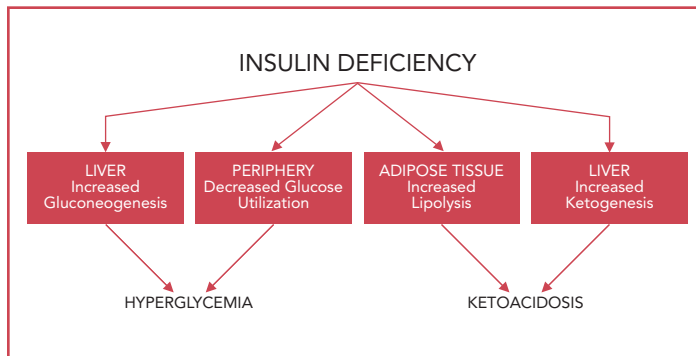 INSULIN DEFICIENCY
LIVER
Increased
Gluconeogenesis
PERIPHERY
Decreased Glucose
Utilization
ADIPOSE TISSUE
Increased
Lipolysis
LIVER
Increased
Ketogenesis
HYPERGLYCEMIA
KETOACIDOSIS